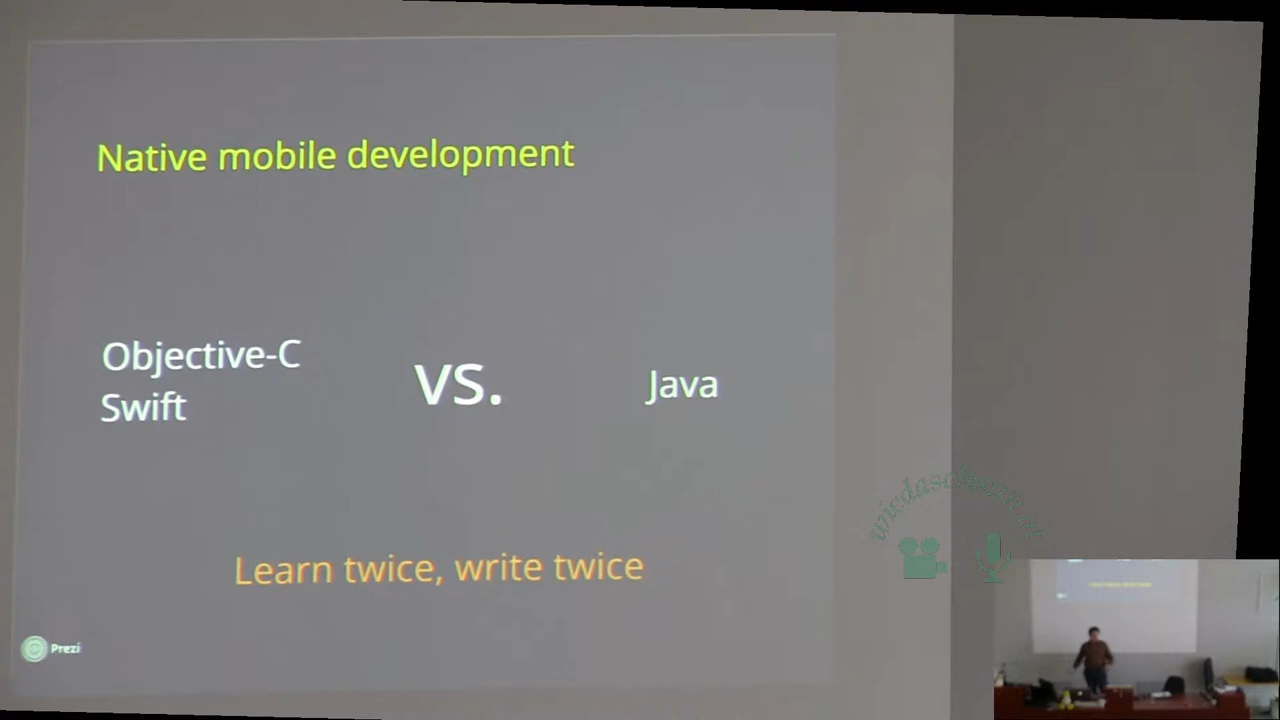 Native mobile development
Objective-C
Swift
vs.
Java
Learn twice, write twice
Prezi